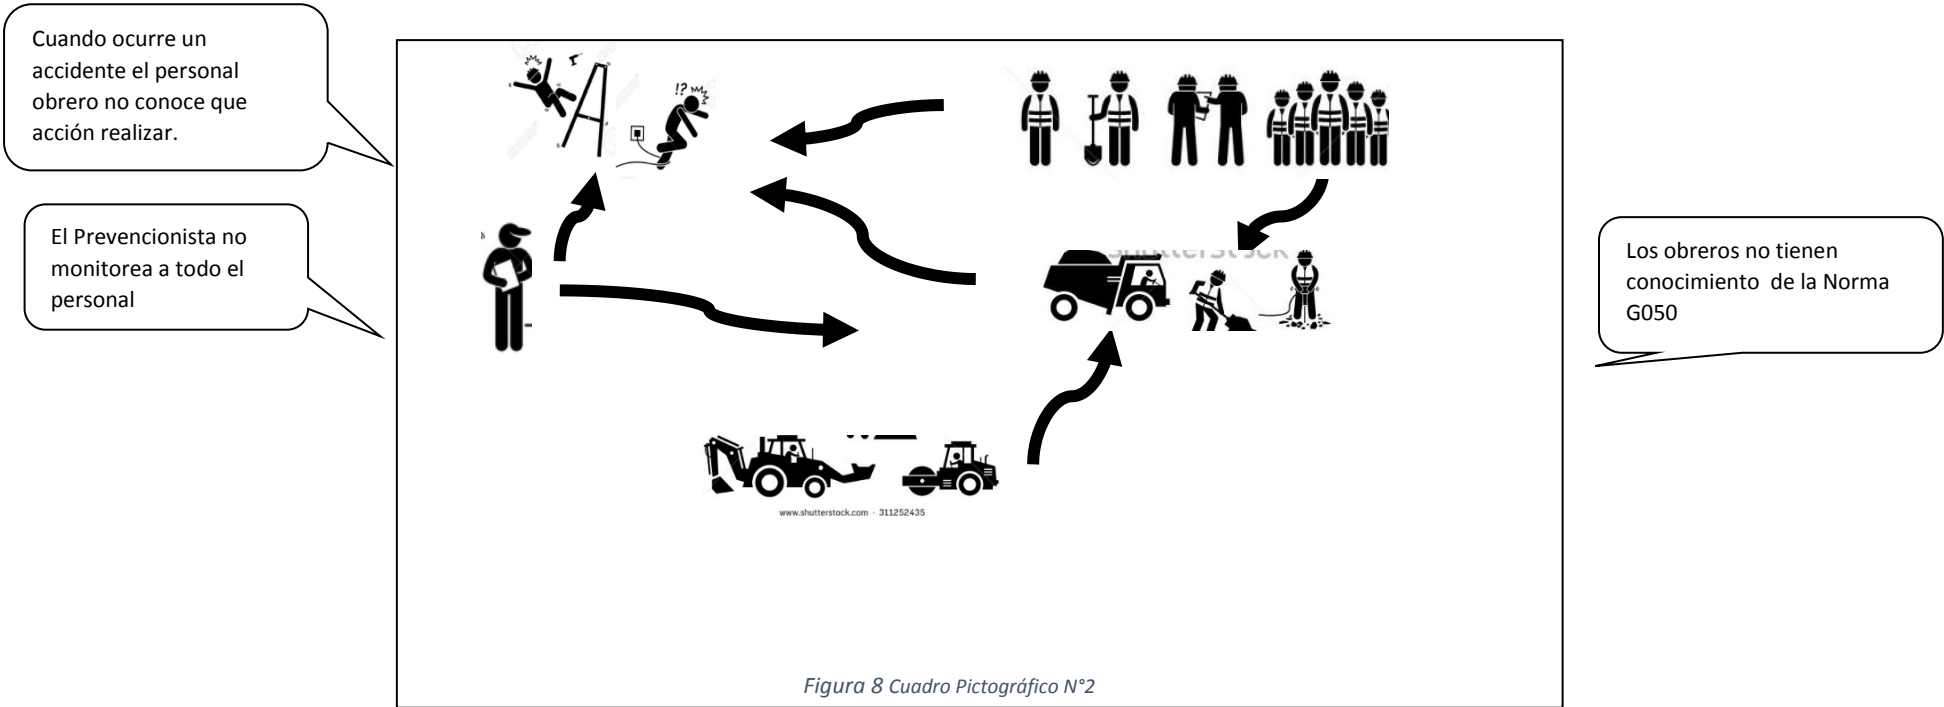 Cuando ocurre un
accidente el personal
obrero no conoce que
acción realizar.
El Prevencionista no
monitorea a todo el
personal
!?
Los obreros no tienen
conocimiento de la Norma
G050
www.shutterstock.com · 311252435
Figura 8 Cuadro Pictográfico N°2